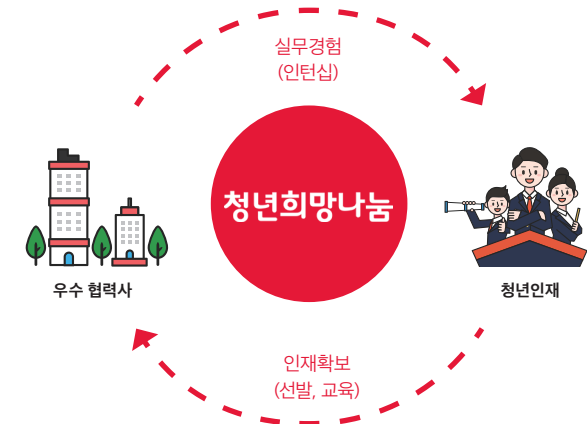 실무경험
(인턴십)
청년희망나눔
우수 협력사
청년인재
인재확보
(선발, 교육)